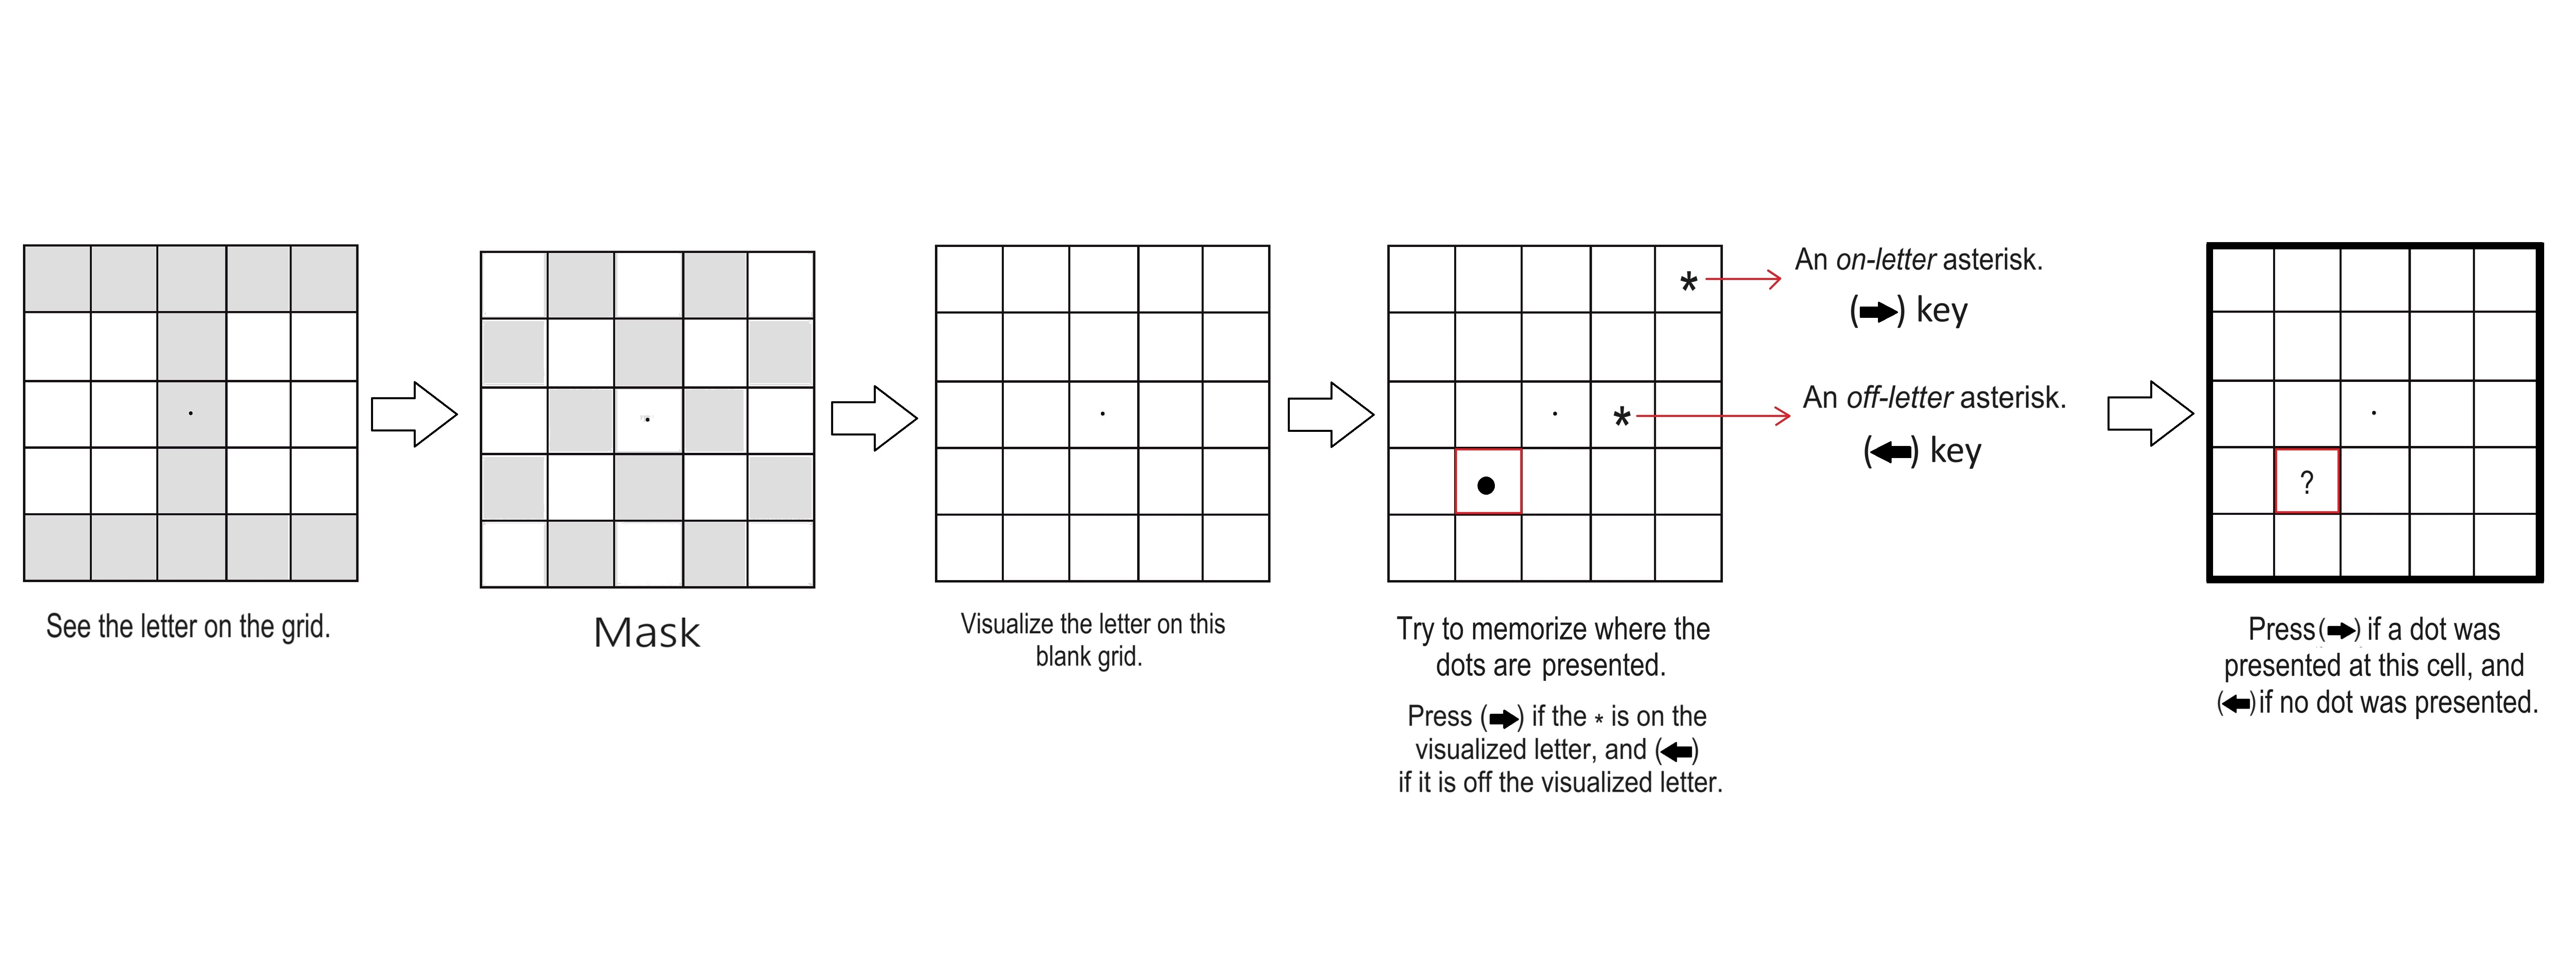 See the letter on the grid.
Mask
Visualize the letter on this
blank grid.
*
*
Try to memorize where the
dots are presented.
Press (➡) if the * is on the
visualized letter, and (⬅)
if it is off the visualized letter.
An on-letter asterisk.
(➡) key
An off-letter asterisk.
(⬅) key
?
Press(➡) if a dot was
presented at this cell, and
(⬅)if no dot was presented.